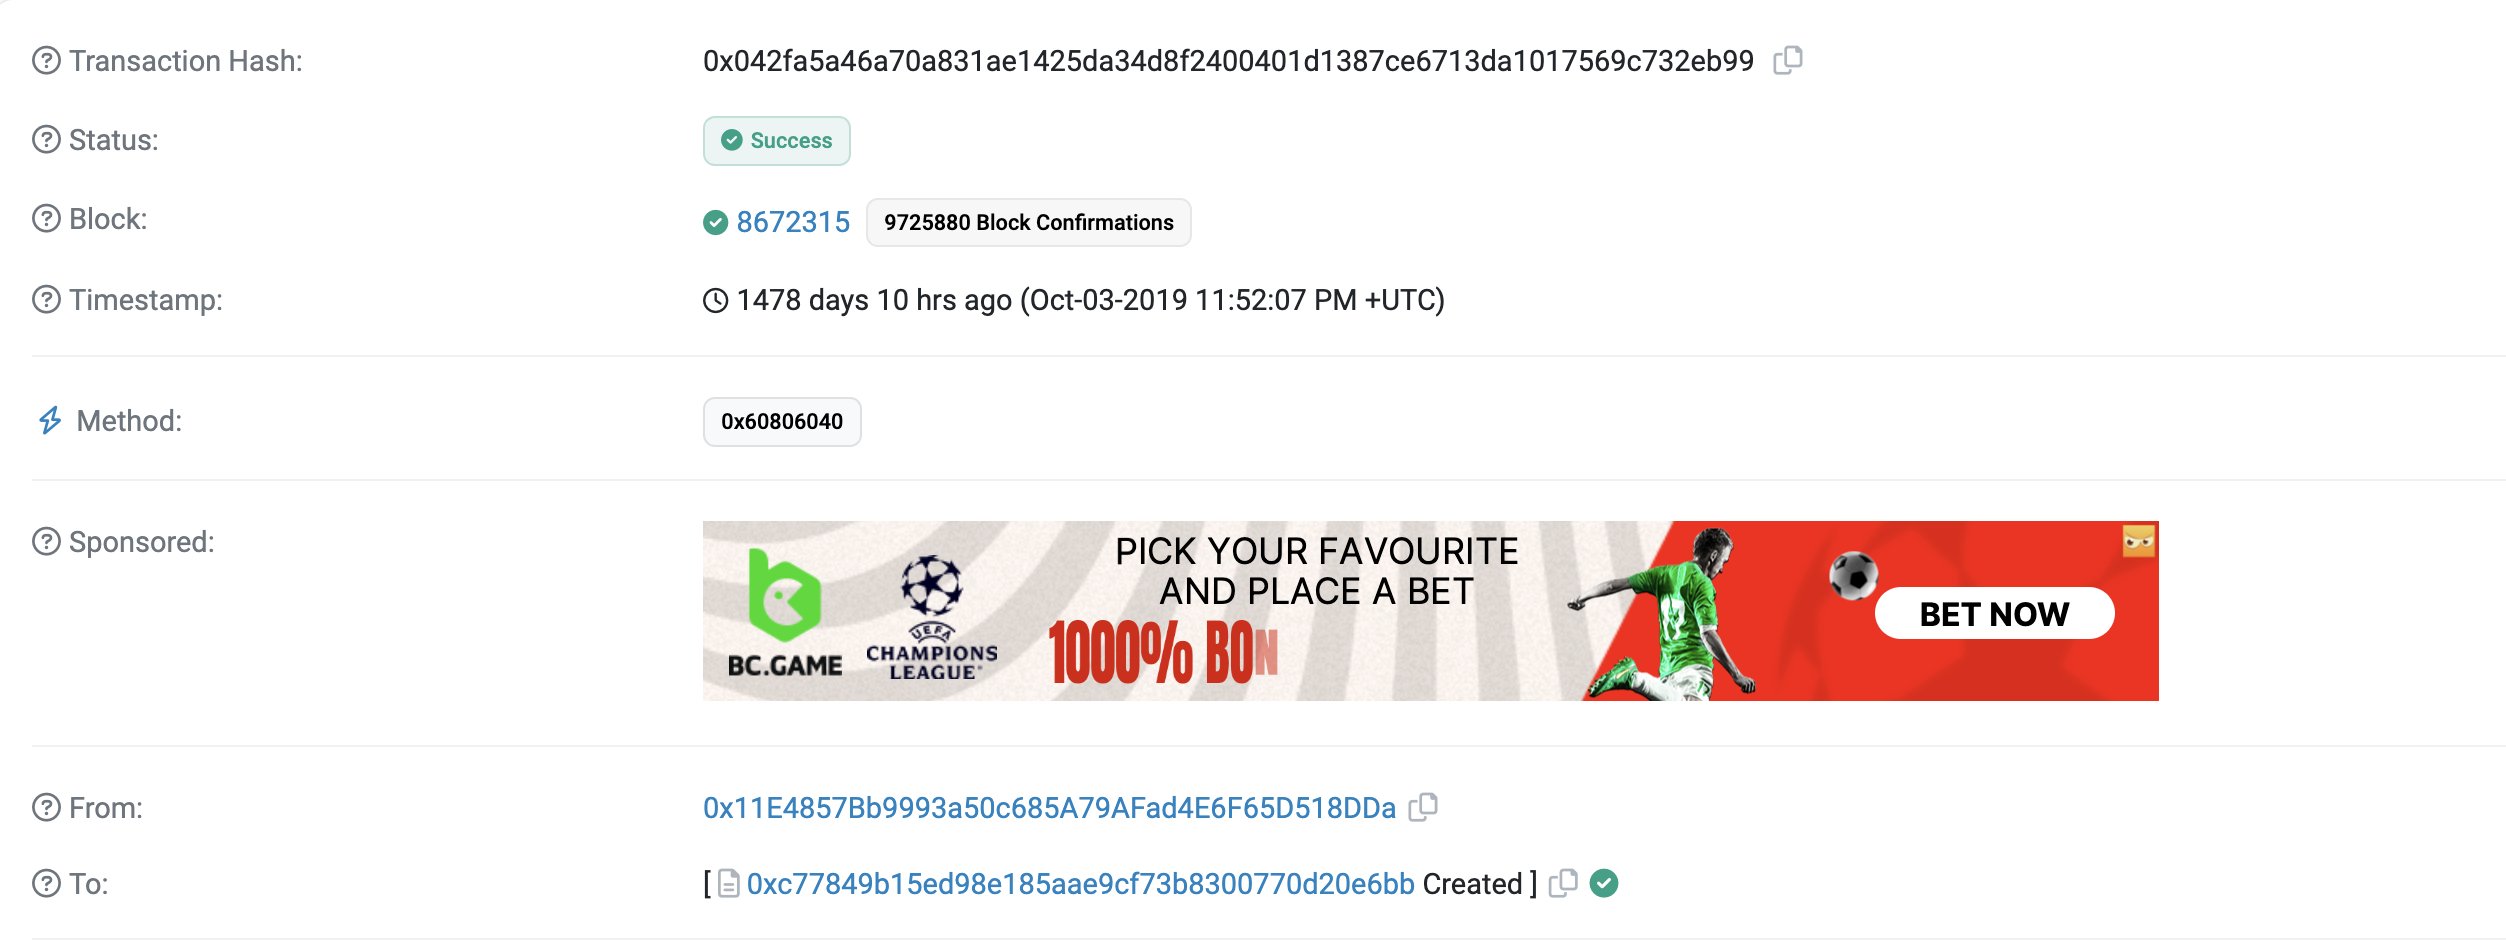 Transaction Hash: 0x042fa5a46a70a831ae1425da34d8f2400401d1387ce6713da1017569c732eb99
Status: Success
Block: 8672315 9725880 Block Confirmations
Timestamp: 1478 days 10 hrs ago (Oct-03-2019 11:52:07 PM +UTC)
Method: 0x60806040
Sponsored:
BC.GAME
UEFA
CHAMPIONS
LEAGUE
PICK YOUR FAVOURITE
AND PLACE A BET
1000% BON
BET NOW
From: 0x11E4857Bb9993a50c685A79AFad4E6F65D518DDa
To: [ 0xc77849b15ed98e185aae9cf73b8300770d20e6bb Created ]